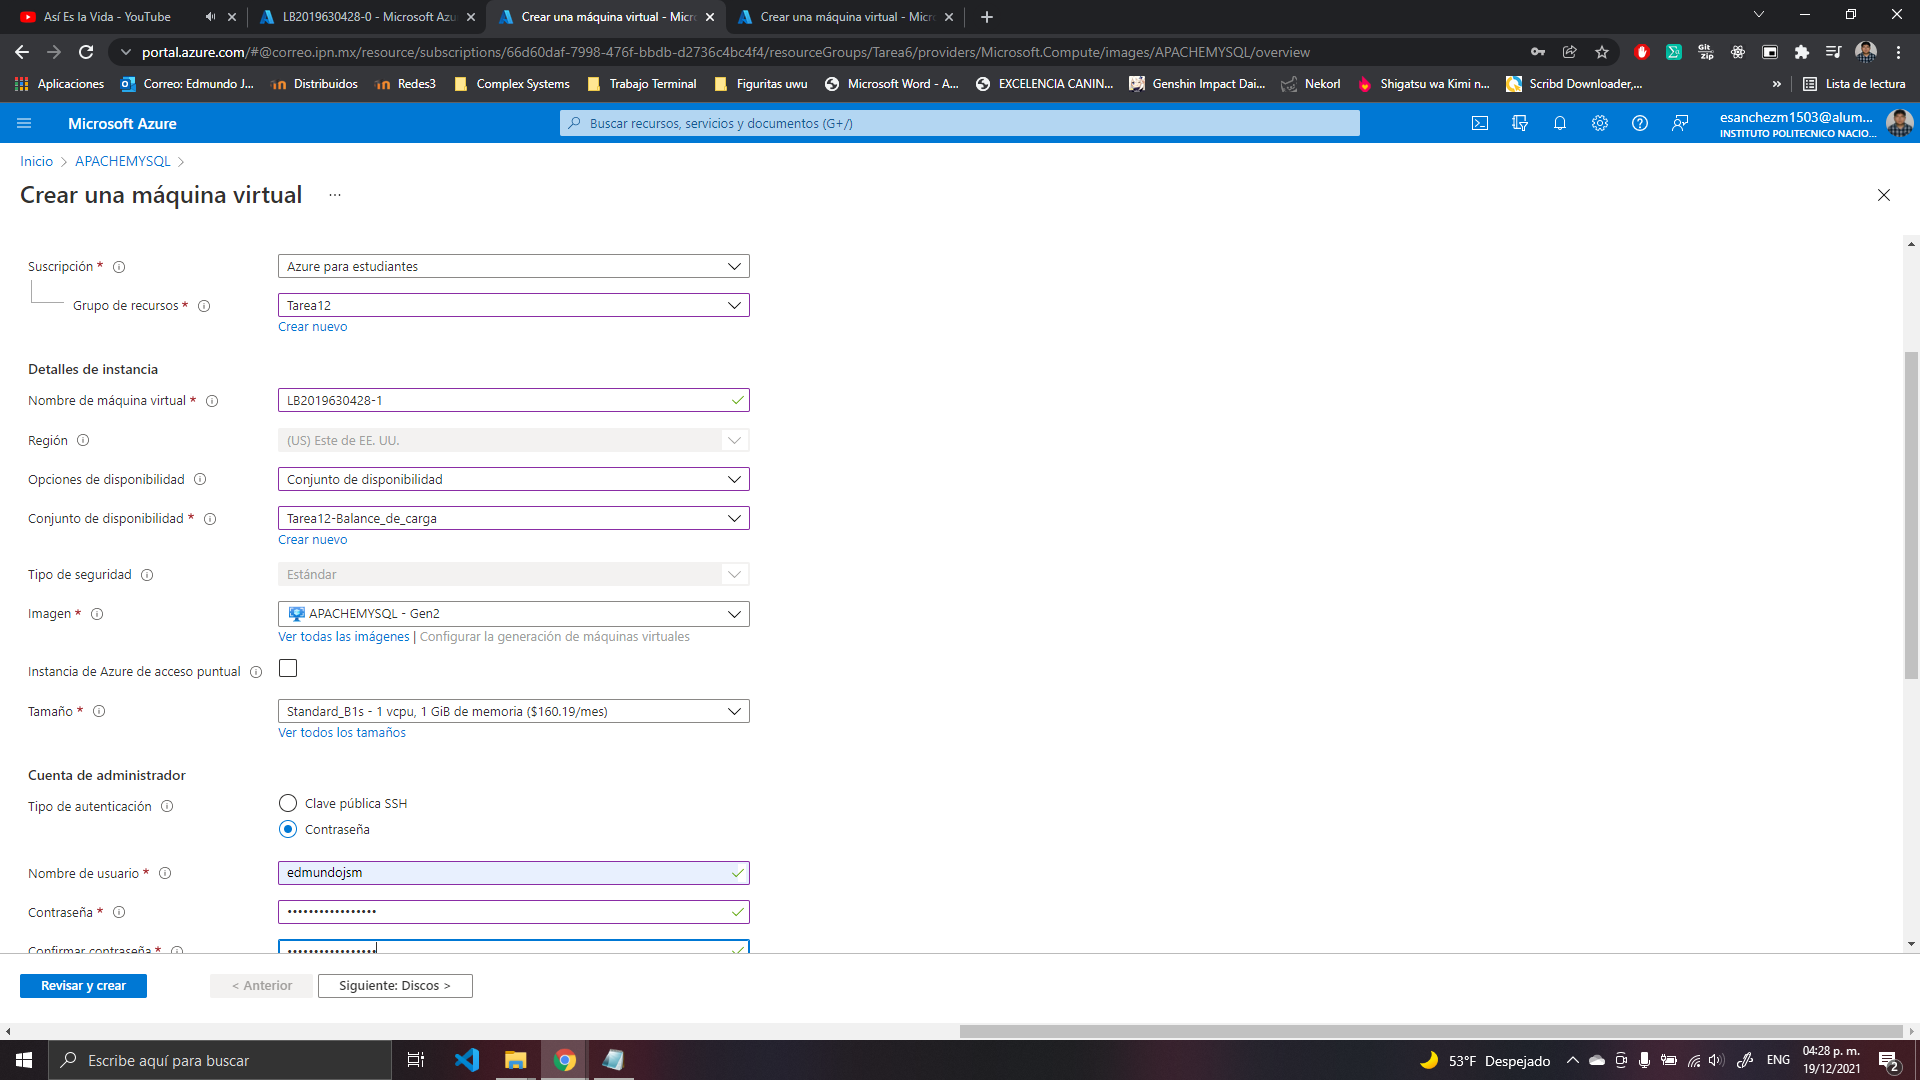 Así Es la Vida - YouTube
LB2019630428-0 - Microsoft Azu
Crear una máquina virtual - Micr
Crear una máquina virtual - Micr
portal.azure.com/#@correo.ipn.mx/resource/subscriptions/66d60daf-7998-476f-bbdb-d2736c4bc4f4/resourceGroups/Tarea6/providers/Microsoft.Compute/images/APACHEMYSQL/overview
Aplicaciones
Correo: Edmundo J...
Distribuidos
Redes3
Complex Systems
Trabajo Terminal
Figuritas uwu
Microsoft Word - A...
EXCELENCIA CANIN...
Genshin Impact Dai...
Nekorl
Shigatsu wa Kimi n...
Scribd Downloader,...
»
Lista de lectura
Microsoft Azure
Buscar recursos, servicios y documentos (G+/)
esanchezm1503@alum...
INSTITUTO POLITECNICO NACIO...
Inicio > APACHEMYSQL >
Crear una máquina virtual ...
Suscripción *
Azure para estudiantes
Grupo de recursos *
Tarea12
Crear nuevo
Detalles de instancia
Nombre de máquina virtual *
LB2019630428-1
Región
(US) Este de EE. UU.
Opciones de disponibilidad
Conjunto de disponibilidad
Conjunto de disponibilidad *
Tarea12-Balance_de_carga
Crear nuevo
Tipo de seguridad
Estándar
Imagen *
APACHEMYSQL - Gen2
Ver todas las imágenes | Configurar la generación de máquinas virtuales
Instancia de Azure de acceso puntual
Tamaño *
Standard_B1s - 1 vcpu, 1 GiB de memoria ($160.19/mes)
Ver todos los tamaños
Cuenta de administrador
Tipo de autenticación
Clave pública SSH
Contraseña
Nombre de usuario *
edmundojsm
Contraseña *
•••••••••••••••••
Confirmar contraseña *
•••••••••••••••••
Revisar y crear
< Anterior
Siguiente: Discos >
Escribe aquí para buscar
53°F Despejado
ENG
04:28 p. m.
19/12/2021
2